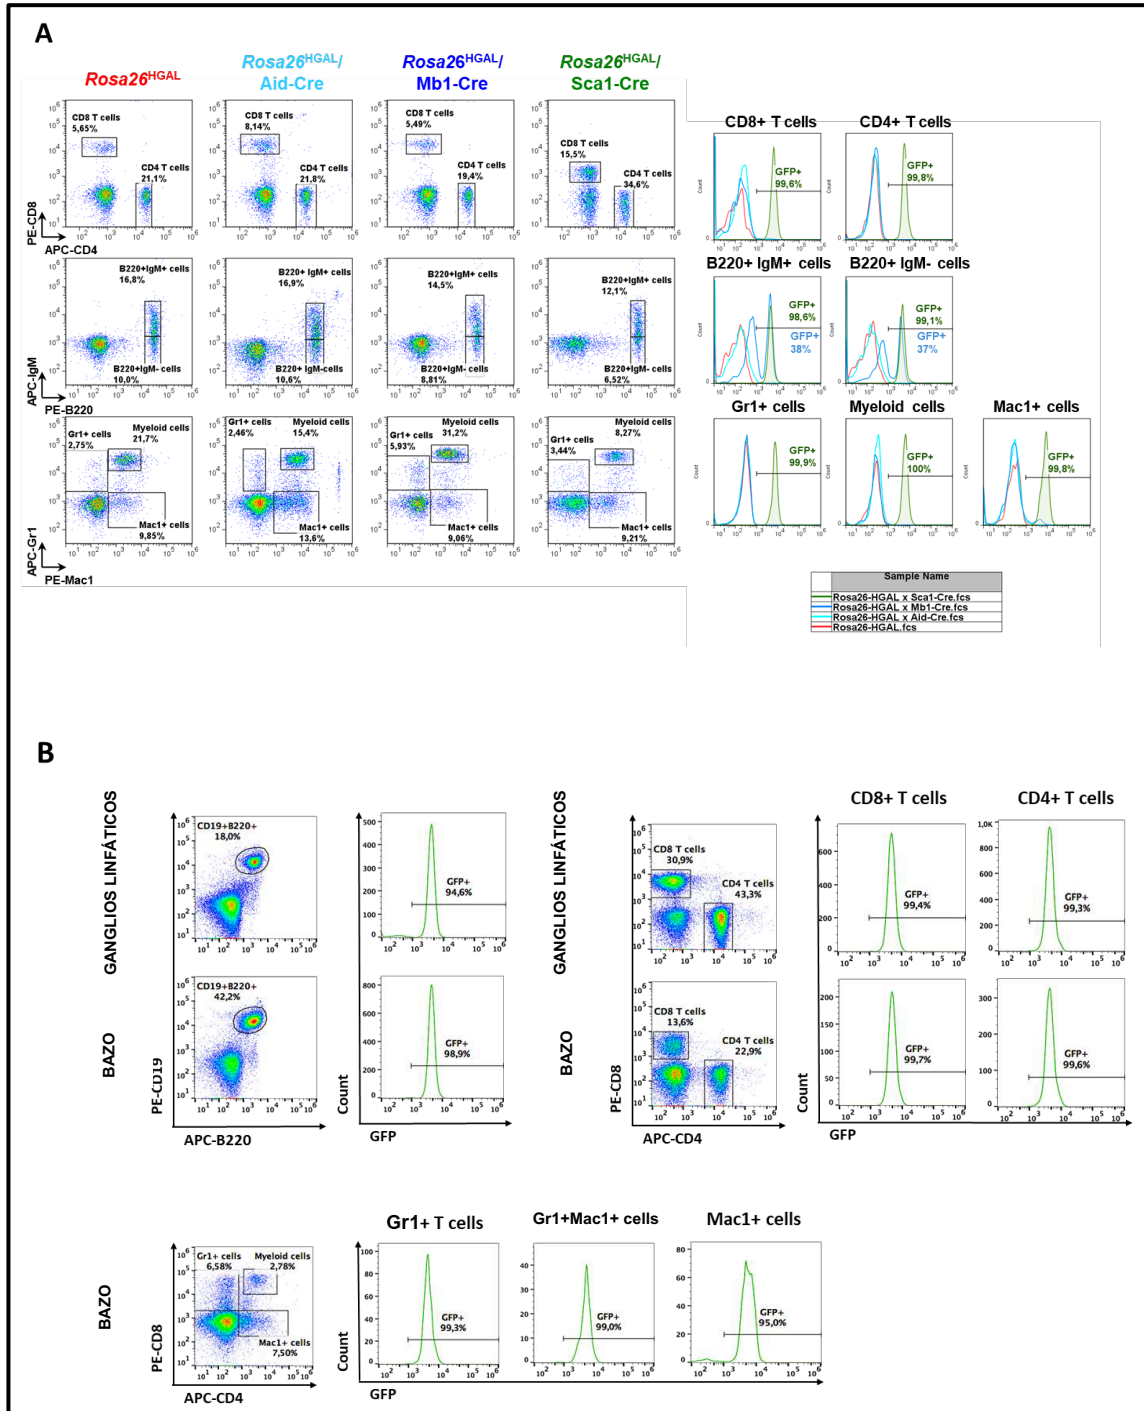 A
Rosa26HGAL
Rosa26HGAL/
Aid-Cre
Rosa26HGAL/
Mb1-Cre
Rosa26HGAL/
Sca1-Cre
CD8 T cells
5,65%
CD4 T cells
21,1%
CD8 T cells
8,14%
CD4 T cells
21,8%
CD8 T cells
5,49%
CD4 T cells
19,4%
CD8 T cells
15,5%
CD4 T cells
34,6%
PE-CD8
APC-CD4
CD8+ T cells
GFP+
99,6%
CD4+ T cells
GFP+
99,8%
B220+IgM+ cells
16,8%
B220+IgM- cells
10,0%
B220+ IgM+ cells
16,9%
B220+ IgM-cells
10,6%
B220+IgM+ cells
14,5%
B220+IgM- cells
8,81%
B220+IgM+ cells
12,1%
B220+IgM- cells
6,52%
APC-IgM
PE-B220
B220+ IgM+ cells
GFP+
98,6%
GFP+
38%
B220+ IgM- cells
GFP+
99,1%
GFP+
37%
Gr1+ cells
2,75%
Myeloid cells
21,7%
Mac1+ cells
9,85%
Gr1+ cells
2,46%
Myeloid cells
15,4%
Mac1+ cells
13,6%
Gr1+ cells
5,93%
Myeloid cells
31,2%
Mac1+ cells
9,06%
Gr1+ cells
3,44%
Myeloid cells
8,27%
Mac1+ cells
9,21%
APC-Gr1
PE-Mac1
Gr1+ cells
GFP+
99,9%
Myeloid cells
GFP+
100%
Mac1+ cells
GFP+
99,8%
Count
Sample Name
Rosa26-HGAL x Sca1-Cre.fcs
Rosa26-HGAL x Mb1-Cre.fcs
Rosa26-HGAL x Aid-Cre.fcs
Rosa26-HGAL.fcs
B
GANGLIOS LINFÁTICOS
CD19+B220+
18,0%
GFP+
94,6%
BAZO
CD19+B220+
42,2%
GFP+
98,9%
PE-CD19
APC-B220
Count
GFP
GANGLIOS LINFÁTICOS
CD8+ T cells
CD4+ T cells
CD8 T cells
30,9%
CD4 T cells
43,3%
GFP+
99,4%
GFP+
99,3%
BAZO
CD8 T cells
13,6%
CD4 T cells
22,9%
GFP+
99,7%
GFP+
99,6%
PE-CD8
APC-CD4
Count
GFP
BAZO
Gr1+ T cells
Gr1+Mac1+ cells
Mac1+ cells
Gr1+ cells
6,58%
Myeloid cells
2,78%
Mac1+ cells
7,50%
GFP+
99,3%
GFP+
99,0%
GFP+
95,0%
PE-CD8
APC-CD4
Count
GFP